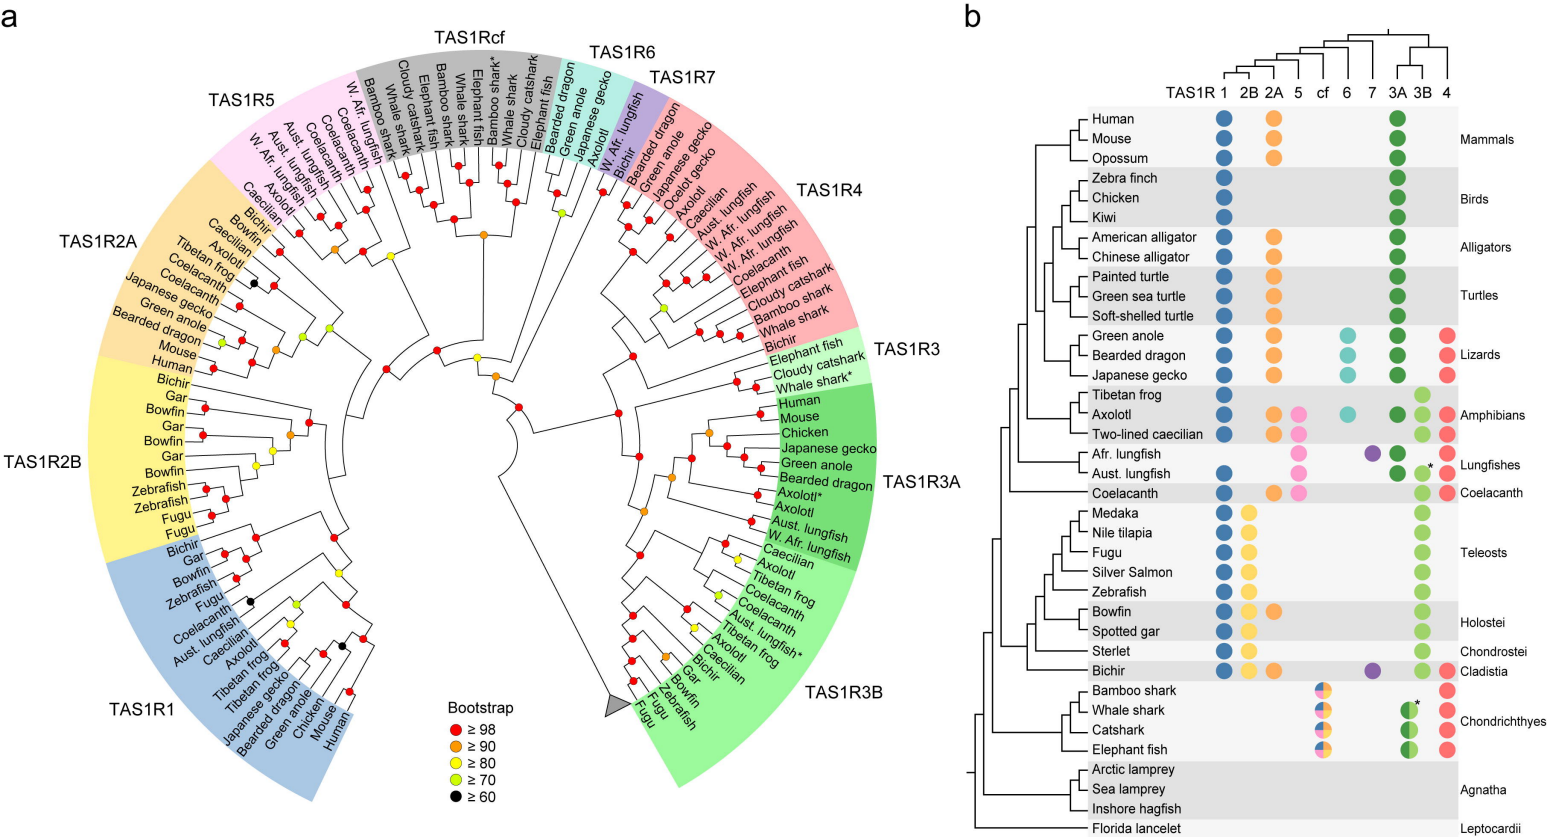 a
TAS1Rcf
TAS1R6
TAS1R7
TAS1R5
TAS1R4
TAS1R2A
TAS1R3
TAS1R2B
TAS1R3A
TAS1R1
TAS1R3B
Human
Mouse
Chicken
Green anole
Bearded dragon
Japanese gecko
Tibetan frog
Tibetan frog
Axolotl
Caecilian
Aust. lungfish
Coelacanth
Fugu
Zebrafish
Bowfin
Gar
Bichir
Fugu
Fugu
Zebrafish
Zebrafish
Bowfin
Gar
Bowfin
Gar
Bowfin
Gar
Bichir
Human
Mouse
Bearded dragon
Green anole
Japanese gecko
Coelacanth
Coelacanth
Tibetan frog
Axolotl
Caecilian
Bowfin
Bichir
Caecilian
Axolotl
W. Afr. lungfish
Aust. lungfish
Aust. lungfish
Coelacanth
Coelacanth
Coelacanth
W. Afr. lungfish
Bamboo shark
Whale shark
Cloudy catshark
Elephant fish
Bamboo shark
Whale shark
Elephant fish
Bamboo shark*
Whale shark
Cloudy catshark
Elephant fish
Bearded dragon
Green anole
Japanese gecko
Axolotl
W. Afr. lungfish
Bichir
Bearded dragon
Green anole
Japanese gecko
Ocelot gecko
Axolotl
Caecilian
Aust. lungfish
W. Afr. lungfish
W. Afr. lungfish
W. Afr. lungfish
Coelacanth
Elephant fish
Cloudy catshark
Bamboo shark
Whale shark
Bichir
Elephant fish
Cloudy catshark
Whale shark*
Human
Mouse
Chicken
Japanese gecko
Green anole
Bearded dragon
Axolotl*
Axolotl
Aust. lungfish
W. Afr. lungfish
Caecilian
Axolotl
Tibetan frog
Coelacanth
Coelacanth
Aust. lungfish*
Tibetan frog
Axolotl
Caecilian
Bichir
Gar
Bowfin
Zebrafish
Fugu
Fugu
Bootstrap
≥ 98
≥ 90
≥ 80
≥ 70
≥ 60
b
TAS1R 1 2B 2A 5 cf 6 7 3A 3B 4
Human
Mouse Mammals
Opossum
Zebra finch
Chicken Birds
Kiwi
American alligator Alligators
Chinese alligator
Painted turtle
Green sea turtle Turtles
Soft-shelled turtle
Green anole
Bearded dragon Lizards
Japanese gecko
Tibetan frog
Axolotl Amphibians
Two-lined caecilian
Afr. lungfish
Lungfishes
Aust. lungfish *
Coelacanth Coelacanth
Medaka
Nile tilapia
Fugu Teleosts
Silver Salmon
Zebrafish
Bowfin Holostei
Spotted gar
Sterlet Chondrostei
Bichir Cladistia
Bamboo shark
Whale shark *
Chondrichthyes
Catshark
Elephant fish
Arctic lamprey
Sea lamprey Agnatha
Inshore hagfish
Florida lancelet Leptocardii